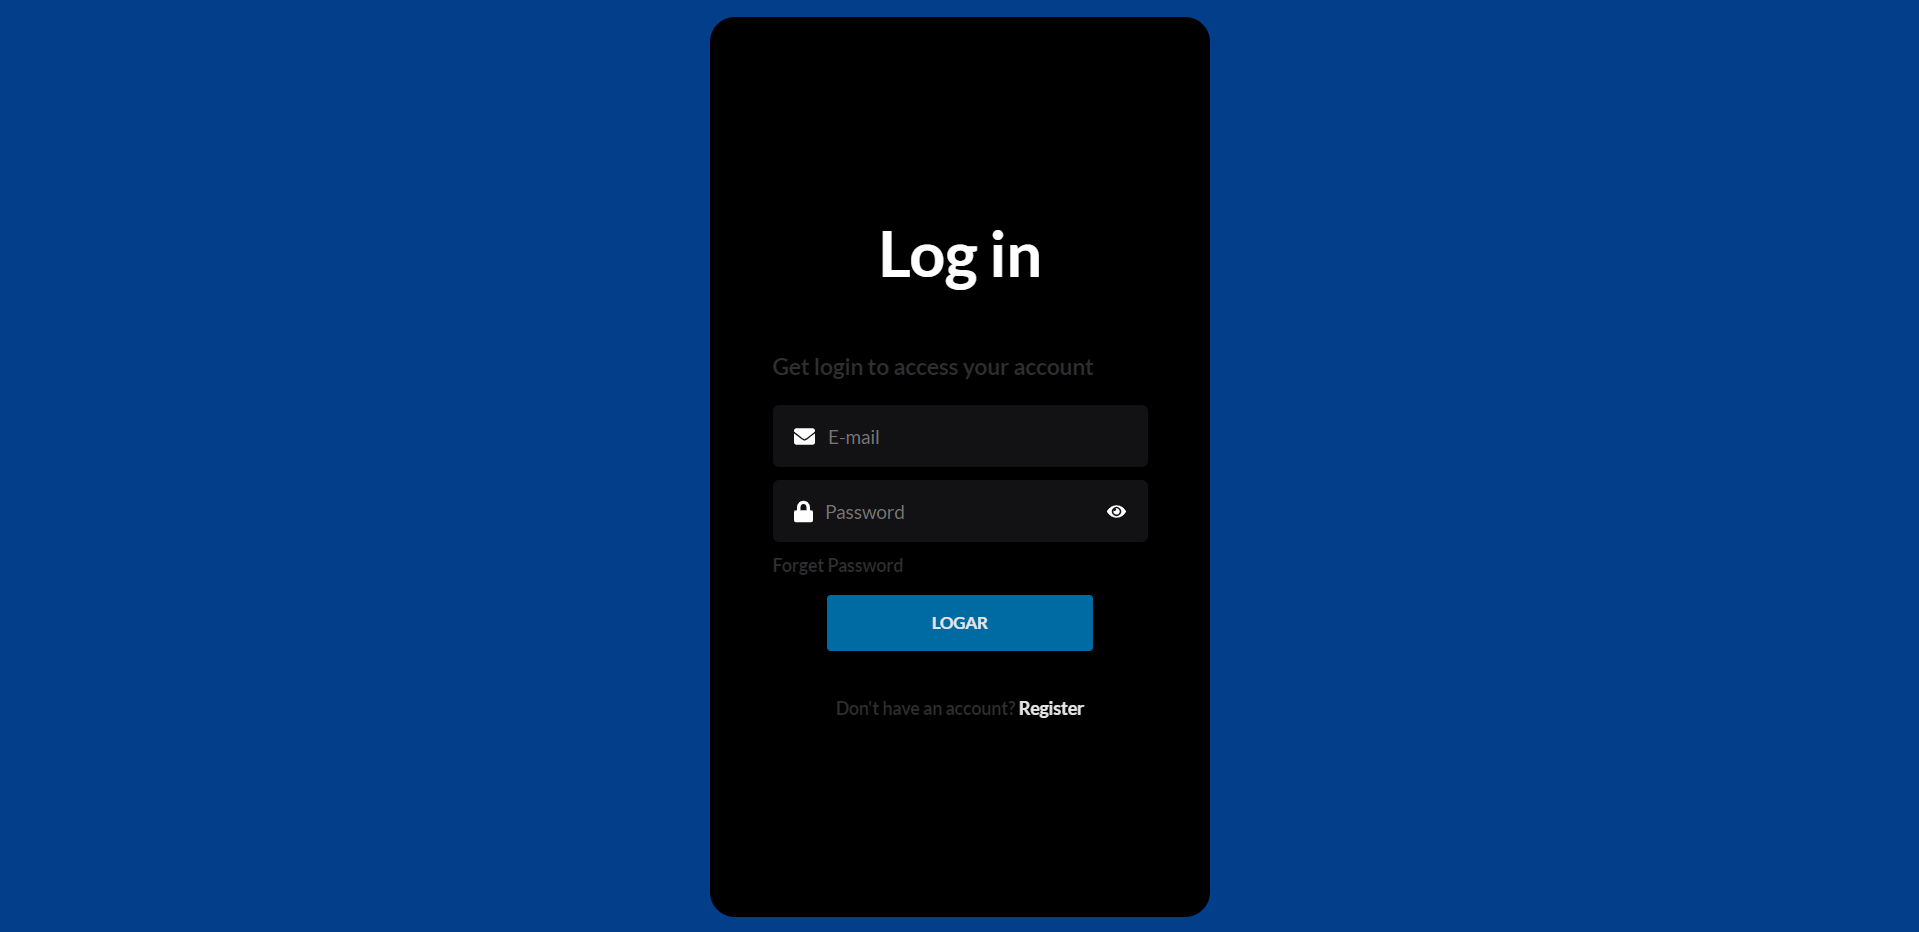 Log in
Get login to access your account
E-mail
Password
Forget Password
LOGAR
Don't have an account? Register